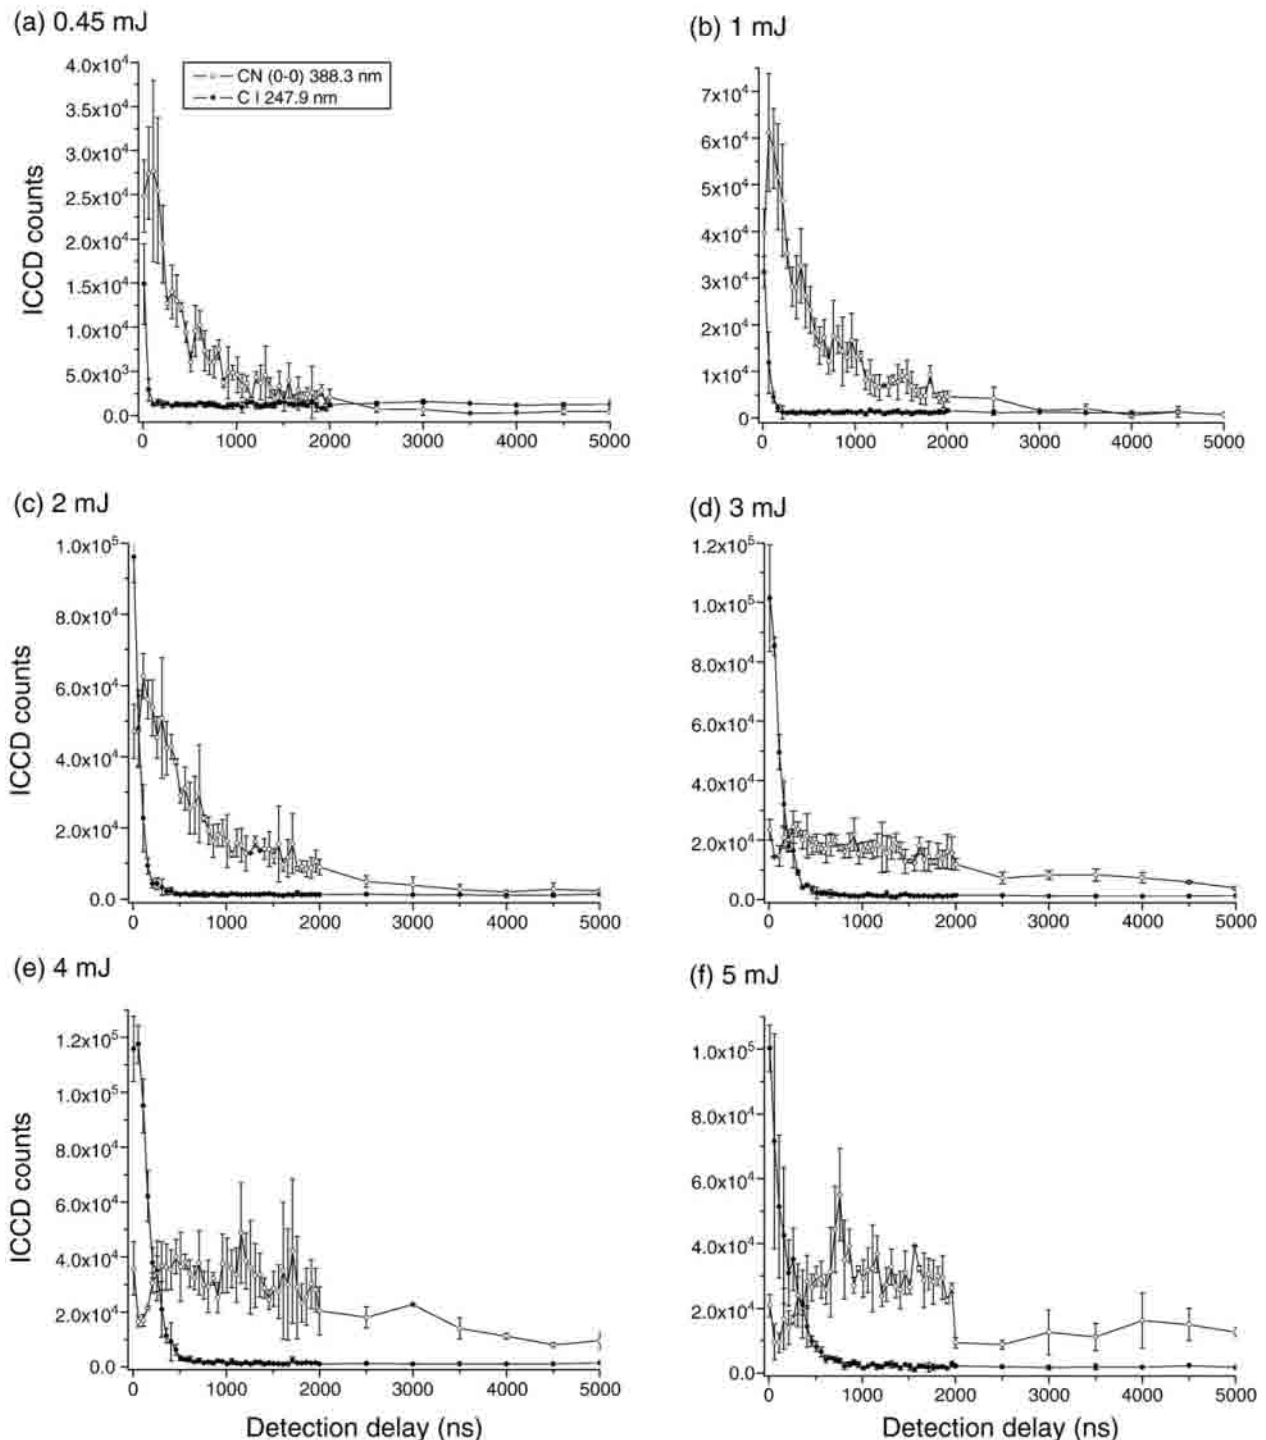 (a) 0.45 mJ
CN (0-0) 388.3 nm
C I 247.9 nm
4.0x10⁴
3.5x10⁴
3.0x10⁴
2.5x10⁴
2.0x10⁴
1.5x10⁴
1.0x10⁴
5.0x10³
0.0
0 1000 2000 3000 4000 5000
ICCD counts
(b) 1 mJ
7x10⁴
6x10⁴
5x10⁴
4x10⁴
3x10⁴
2x10⁴
1x10⁴
0
0 1000 2000 3000 4000 5000
(c) 2 mJ
1.0x10⁵
8.0x10⁴
6.0x10⁴
4.0x10⁴
2.0x10⁴
0.0
0 1000 2000 3000 4000 5000
ICCD counts
(d) 3 mJ
1.2x10⁵
1.0x10⁵
8.0x10⁴
6.0x10⁴
4.0x10⁴
2.0x10⁴
0.0
0 1000 2000 3000 4000 5000
(e) 4 mJ
1.2x10⁵
1.0x10⁵
8.0x10⁴
6.0x10⁴
4.0x10⁴
2.0x10⁴
0.0
0 1000 2000 3000 4000 5000
ICCD counts
Detection delay (ns)
(f) 5 mJ
1.0x10⁵
8.0x10⁴
6.0x10⁴
4.0x10⁴
2.0x10⁴
0.0
0 1000 2000 3000 4000 5000
Detection delay (ns)